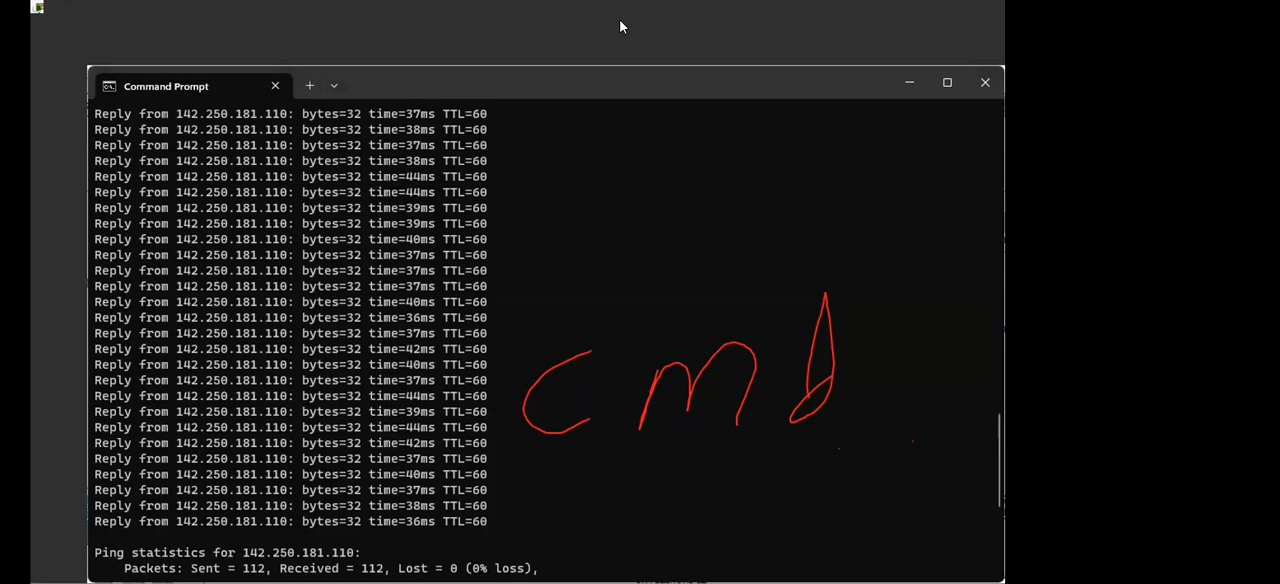 Command Prompt
Reply from 142.250.181.110: bytes=32 time=37ms TTL=60
Reply from 142.250.181.110: bytes=32 time=38ms TTL=60
Reply from 142.250.181.110: bytes=32 time=37ms TTL=60
Reply from 142.250.181.110: bytes=32 time=38ms TTL=60
Reply from 142.250.181.110: bytes=32 time=44ms TTL=60
Reply from 142.250.181.110: bytes=32 time=44ms TTL=60
Reply from 142.250.181.110: bytes=32 time=39ms TTL=60
Reply from 142.250.181.110: bytes=32 time=39ms TTL=60
Reply from 142.250.181.110: bytes=32 time=40ms TTL=60
Reply from 142.250.181.110: bytes=32 time=37ms TTL=60
Reply from 142.250.181.110: bytes=32 time=37ms TTL=60
Reply from 142.250.181.110: bytes=32 time=37ms TTL=60
Reply from 142.250.181.110: bytes=32 time=40ms TTL=60
Reply from 142.250.181.110: bytes=32 time=36ms TTL=60
Reply from 142.250.181.110: bytes=32 time=37ms TTL=60
Reply from 142.250.181.110: bytes=32 time=42ms TTL=60
Reply from 142.250.181.110: bytes=32 time=40ms TTL=60
Reply from 142.250.181.110: bytes=32 time=37ms TTL=60
Reply from 142.250.181.110: bytes=32 time=44ms TTL=60
Reply from 142.250.181.110: bytes=32 time=39ms TTL=60
Reply from 142.250.181.110: bytes=32 time=44ms TTL=60
Reply from 142.250.181.110: bytes=32 time=42ms TTL=60
Reply from 142.250.181.110: bytes=32 time=37ms TTL=60
Reply from 142.250.181.110: bytes=32 time=40ms TTL=60
Reply from 142.250.181.110: bytes=32 time=37ms TTL=60
Reply from 142.250.181.110: bytes=32 time=38ms TTL=60
Reply from 142.250.181.110: bytes=32 time=36ms TTL=60
cmd
Ping statistics for 142.250.181.110:
Packets: Sent = 112, Received = 112, Lost = 0 (0% loss),